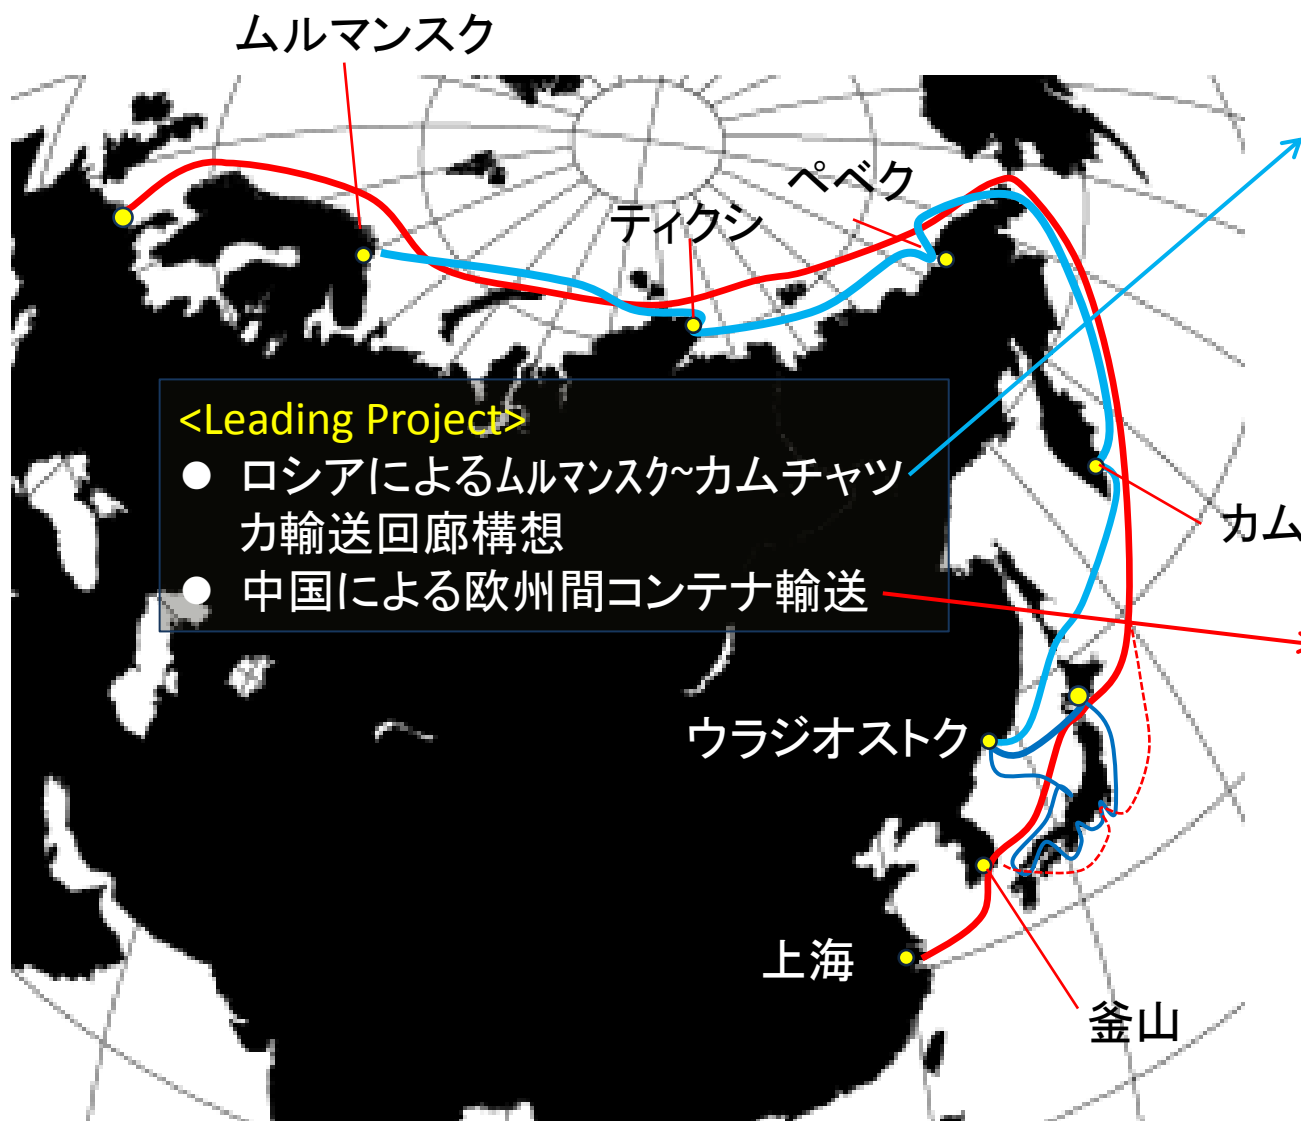 ムルマンスク
ペベク
ティクシ
<Leading Project>
● ロシアによるムルマンスク~カムチャツ
カ輸送回廊構想
● 中国による欧州間コンテナ輸送
カム
ウラジオストク
上海
釜山